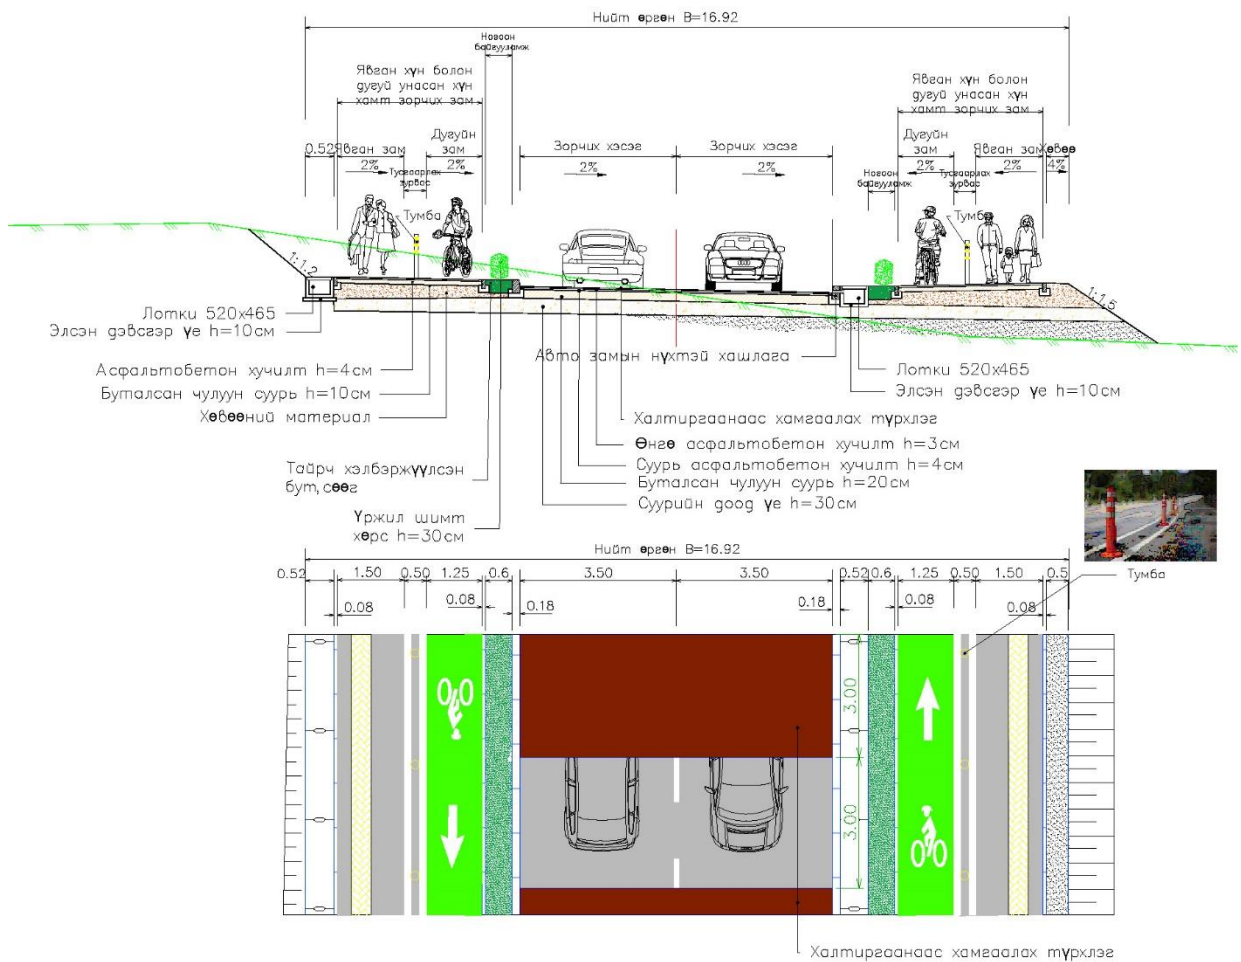 Нийт өргөн B=16.92
Ногоон
байгууламж
Явган хүн болон
дугуй унасан хүн
хамт зорчих зам
Явган хүн болон
дугуй унасан хүн
хамт зорчих зам
0.52
Явган зам
Дугуйн
зам
Зорчих хэсэг
Зорчих хэсэг
Дугуйн
зам
Явган зам
Хөвөө
2%
2%
2%
2%
2%
2%
4%
Тусгаарлах
зурвас
Ногоон
байгууламж
Тусгаарлах
зурвас
Тумба
Тумба
1:1.2
1:1.5
Лотки 520x465
Элсэн дэвсгэр үе h=10см
Авто замын нүхтэй хашлага
Лотки 520x465
Элсэн дэвсгэр үе h=10см
Асфальтобетон хучилт h=4см
Буталсан чулуун суурь h=10см
Хөвөөний материал
Халтиргаанаас хамгаалах түрхлэг
Өнгө асфальтобетон хучилт h=3см
Суурь асфальтобетон хучилт h=4см
Буталсан чулуун суурь h=20см
Суурийн доод үе h=30см
Тайрч хэлбэржүүлсэн
бут, сөөг
Үржил шимт
хөрс h=30см
Нийт өргөн B=16.92
0.52
1.50
0.50
1.25
0.6
3.50
3.50
0.52
0.6
1.25
0.50
1.50
0.5
Тумба
0.08
0.08
0.18
0.18
0.08
0.08
3.00
3.00
Халтиргаанаас хамгаалах түрхлэг